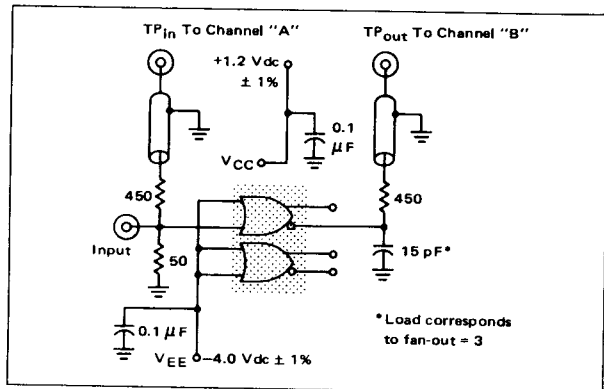 TPin To Channel "A"
TPout To Channel "B"
+1.2 Vdc
± 1%
0.1
μF
VCC
450
450
Input
50
15 pF*
0.1 μF
* Load corresponds
to fan-out = 3
VEE
-4.0 Vdc ± 1%